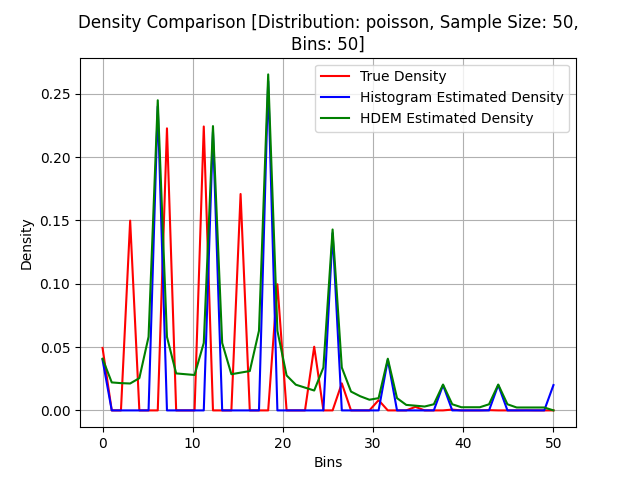 Density Comparison [Distribution: poisson, Sample Size: 50,
Bins: 50]
True Density
Histogram Estimated Density
HDEM Estimated Density
Density
0.25
0.20
0.15
0.10
0.05
0.00
0 10 20 30 40 50
Bins